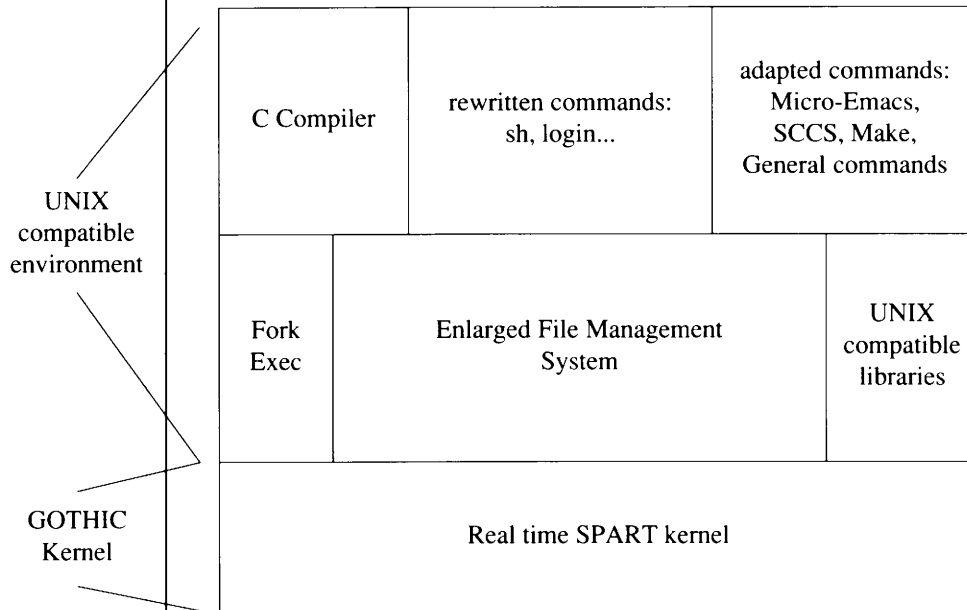 C Compiler
rewritten commands:
sh, login...
adapted commands:
Micro-Emacs,
SCCS, Make,
General commands
UNIX
compatible
environment
Fork
Exec
Enlarged File Management
System
UNIX
compatible
libraries
GOTHIC
Kernel
Real time SPART kernel